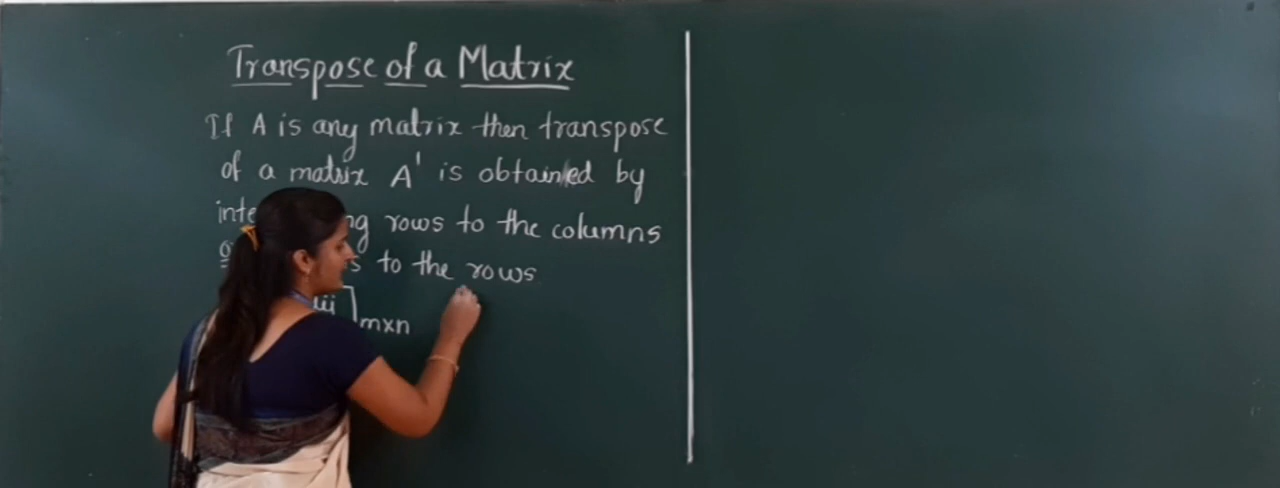 Transpose of a Matrix
If A is any matrix then transpose
of a matrix A' is obtained by
rows to the columns
to the rows
ij]m×n